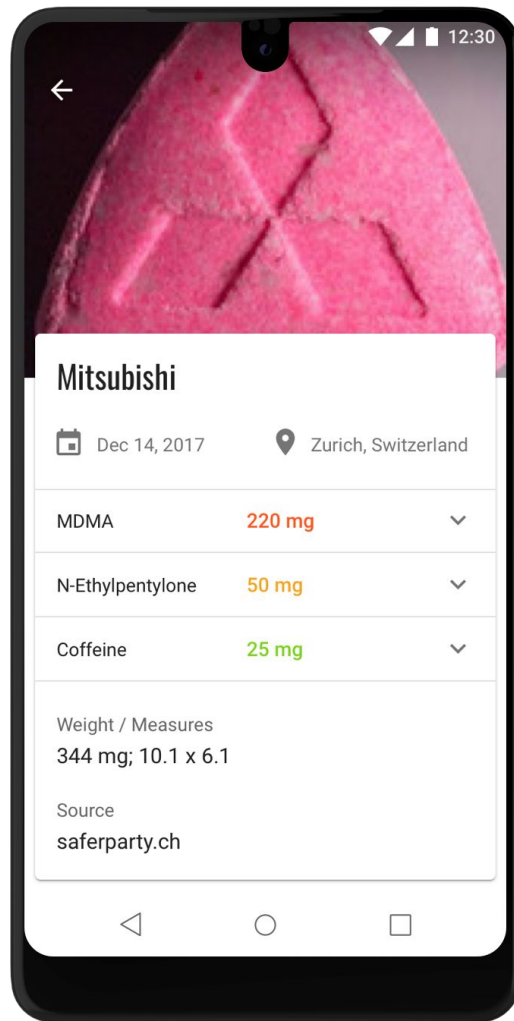 12:30
Mitsubishi
Dec 14, 2017 Zurich, Switzerland
MDMA 220 mg
N-Ethylpentylone 50 mg
Coffeine 25 mg
Weight / Measures
344 mg; 10.1 x 6.1
Source
saferparty.ch